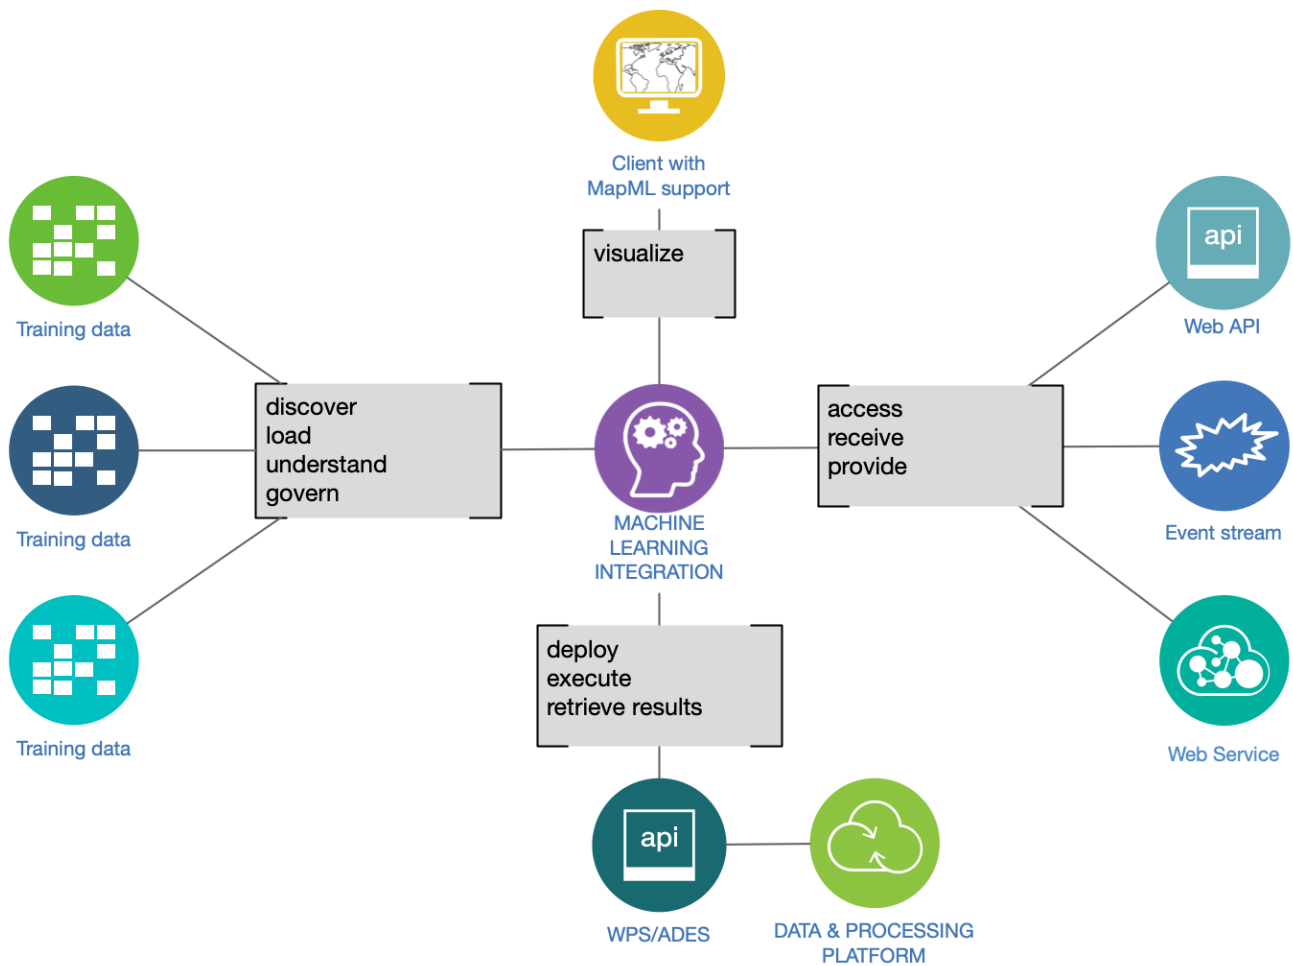 Client with
MapML support
visualize
api
Web API
Training data
discover
load
understand
govern
access
receive
provide
Training data
MACHINE
LEARNING
INTEGRATION
Event stream
deploy
execute
retrieve results
Training data
Web Service
api
WPS/ADES
DATA & PROCESSING
PLATFORM